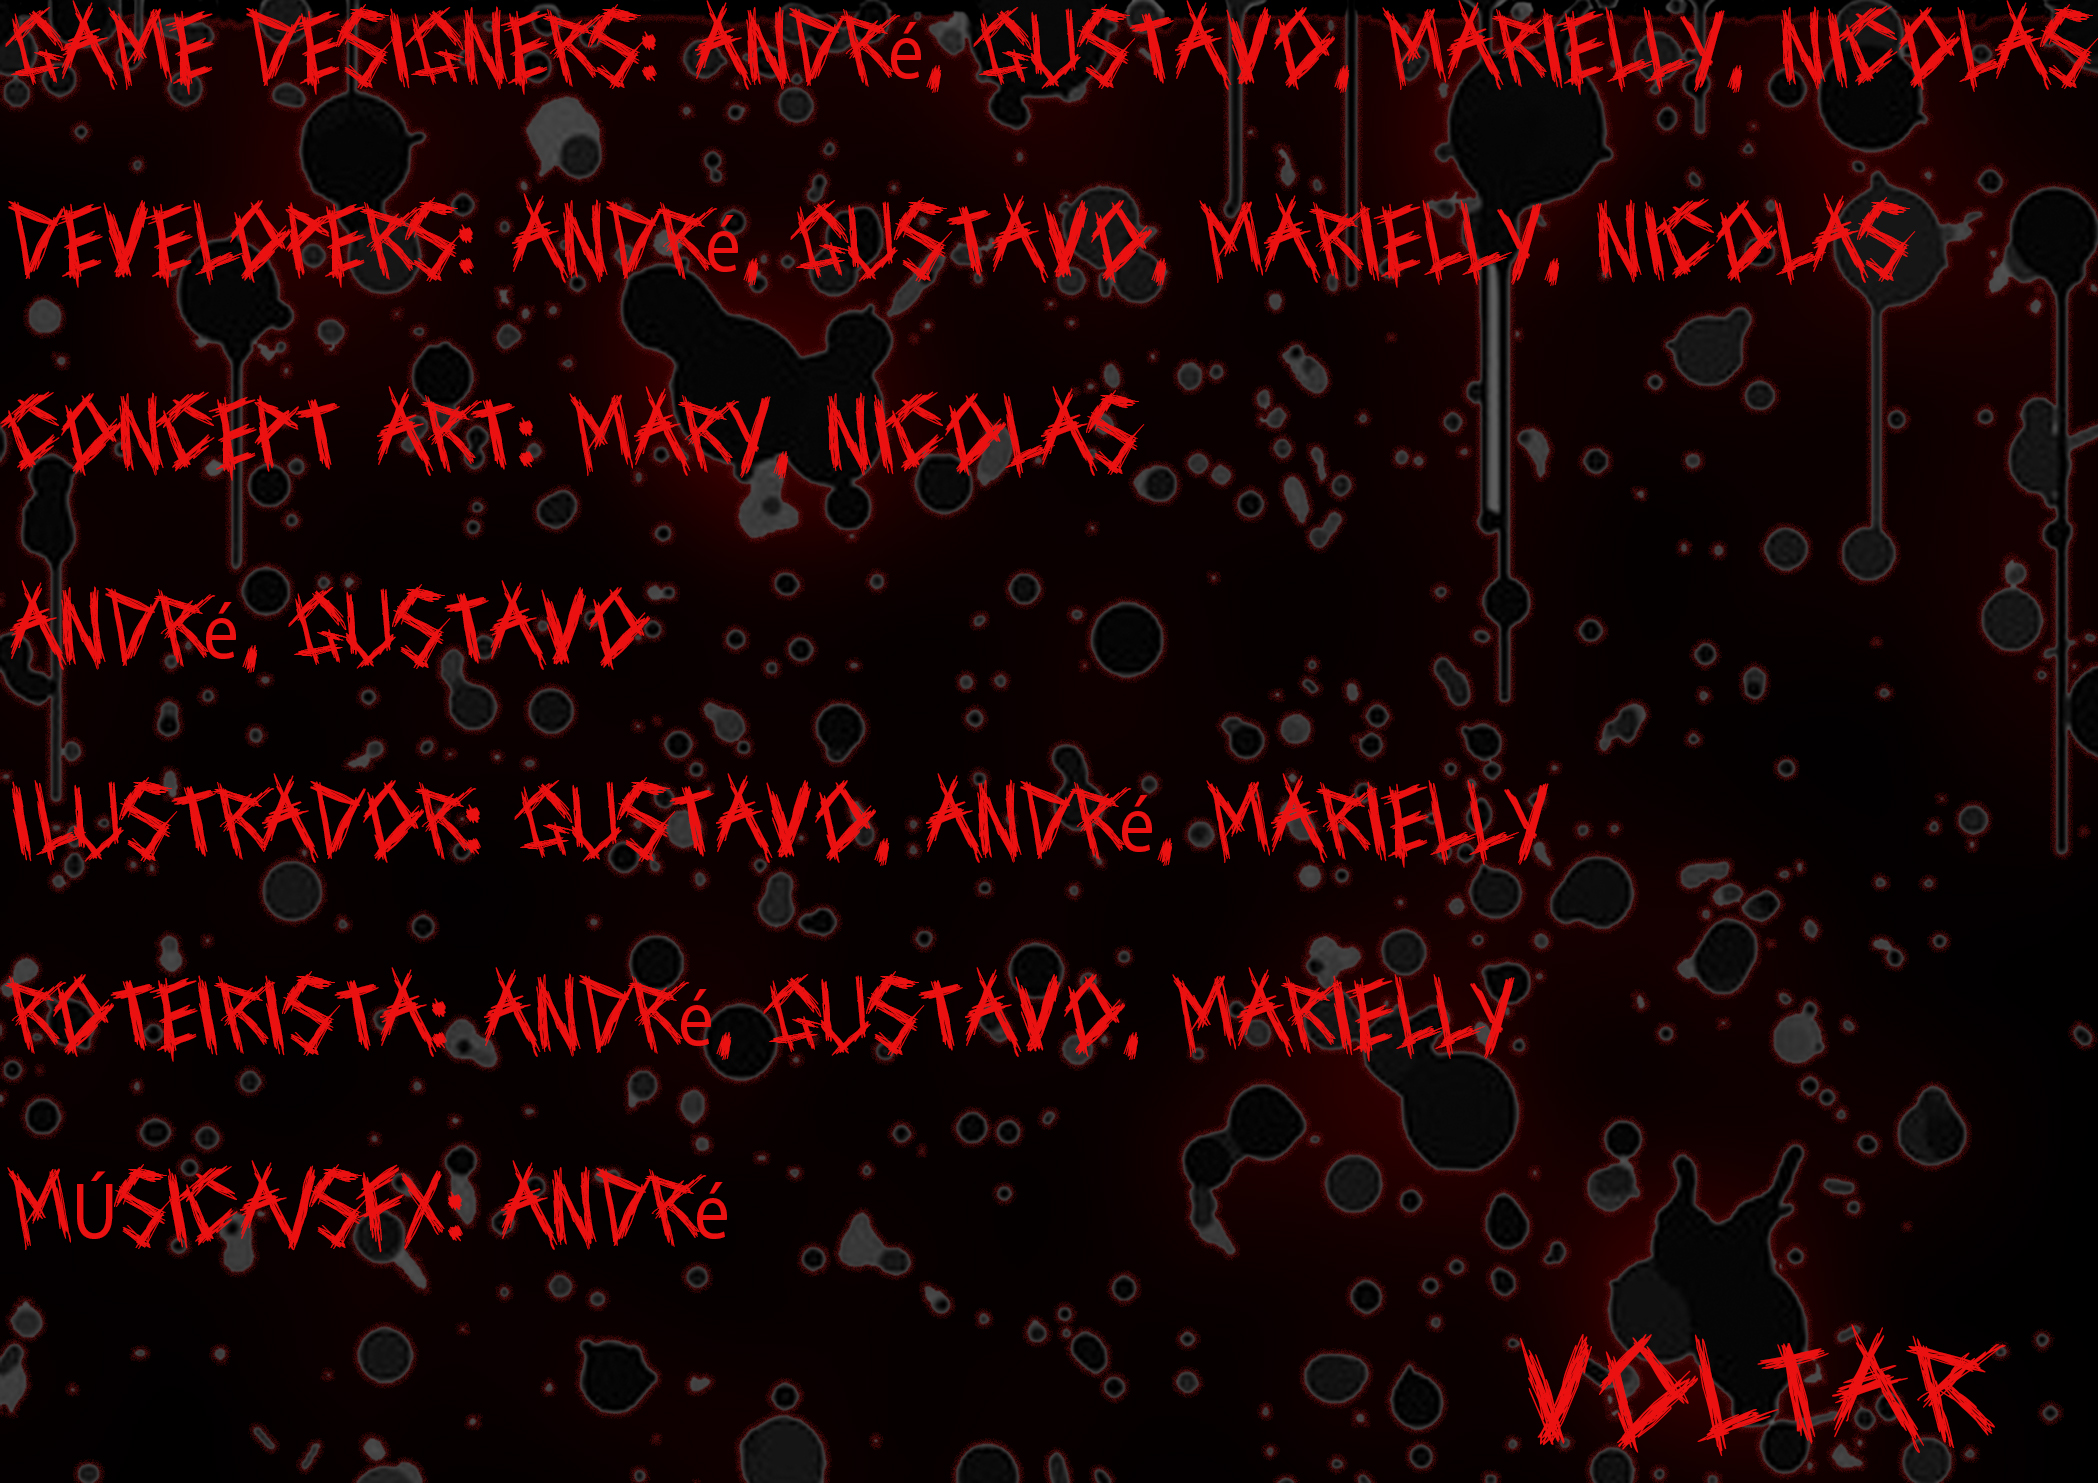 GAME DESIGNERS: ANDRé, GUSTAVO, MARIELLY, NICOLAS
DEVELOPERS: ANDRé, GUSTAVO, MARIELLY, NICOLAS
CONCEPT ART: MARY, NICOLAS
ANDRé, GUSTAVO
ILUSTRADOR: GUSTAVO, ANDRé, MARIELLY
ROTEIRISTA: ANDRé, GUSTAVO, MARIELLY
MÚSICA/SFX: ANDRé
VOLTAR